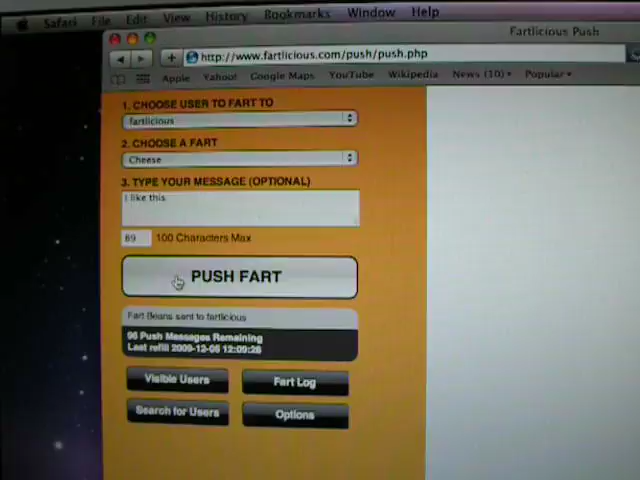 Safari File Edit View History Bookmarks Window Help
Fartlicious Push
http://www.fartlicious.com/push/push.php
Apple Yahoo! Google Maps YouTube Wikipedia News (10) Popular
1. CHOOSE USER TO FART TO
fartlicious
2. CHOOSE A FART
Cheese
3. TYPE YOUR MESSAGE (OPTIONAL)
I like this
89 100 Characters Max
PUSH FART
Fart Beans sent to fartlicious
96 Push Messages Remaining
Last refill 2009-12-05 12:09:28
Visible Users Fart Log
Search for Users Options